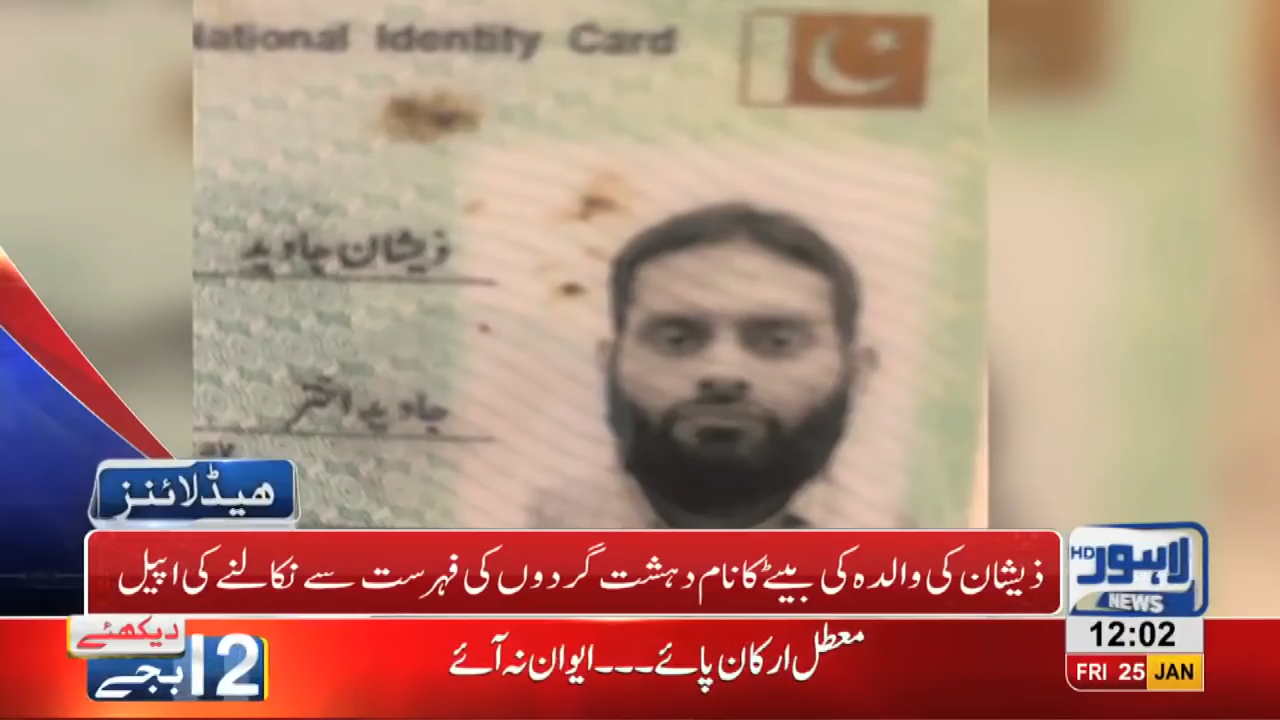 National Identity Card
ذیشان جاوید
جاوید اختر
ھیڈلائنز
ذیشان کی والدہ کی بیٹے کا نام دہشت گردوں کی فہرست سے نکالنے کی اپیل
HD لاہور
NEWS
دیکھئے
12 بجے
معطل ارکان پائے۔۔۔ایوان نہ آئے
12:02
FRI 25 JAN